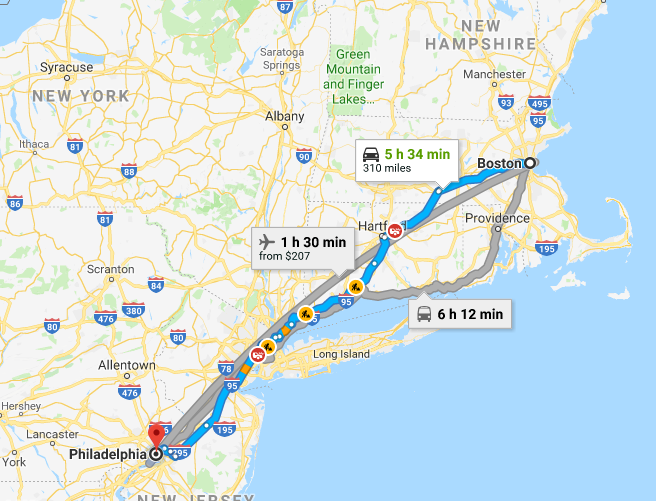 87
NEW
HAMPSHIRE
Syracuse
Saratoga
Springs
Green
Mountain
and Finger
Lakes...
Manchester
NEW YORK
93
495
Albany
95
Ithaca
81
90
5 h 34 min
310 miles
Boston
88
86
81
Hartf
Providence
1 h 30 min
from $207
195
Scranton
84
95
6 h 12 min
476
380
80
80
Long Island
Allentown
78
95
476
Hershey
Lancaster
195
York
Philadelphia
295
NEW JERSEY